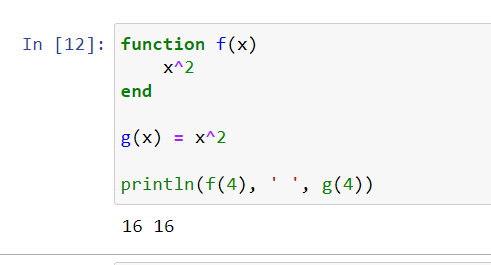 In [12]: function f(x)
    x^2
end

g(x) = x^2

println(f(4), ' ', g(4))
16 16